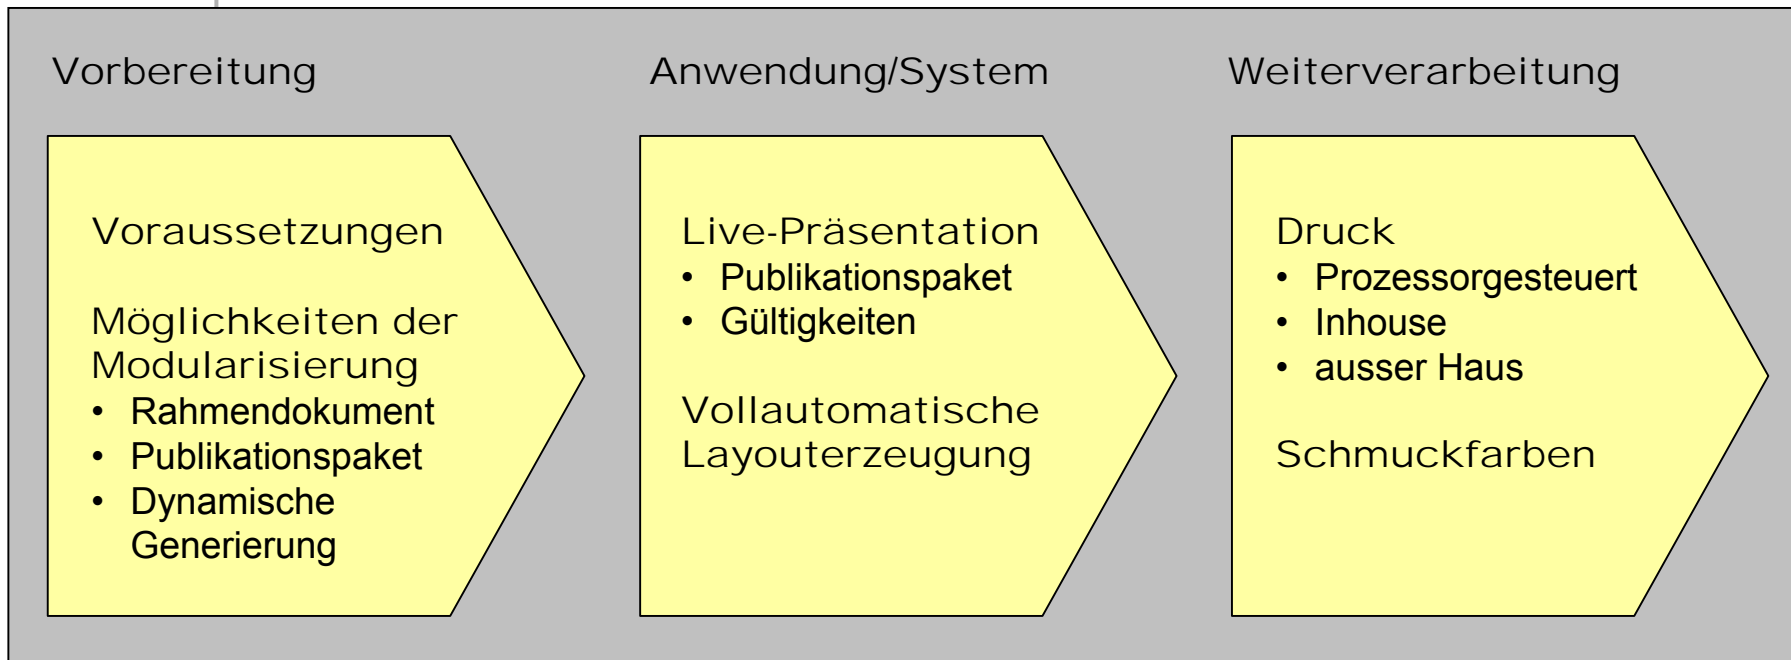 Vorbereitung
Voraussetzungen
Möglichkeiten der
Modularisierung
• Rahmendokument
• Publikationspaket
• Dynamische
Generierung
Anwendung/System
Live-Präsentation
• Publikationspaket
• Gültigkeiten
Vollautomatische
Layouterzeugung
Weiterverarbeitung
Druck
• Prozessorgesteuert
• Inhouse
• ausser Haus
Schmuckfarben